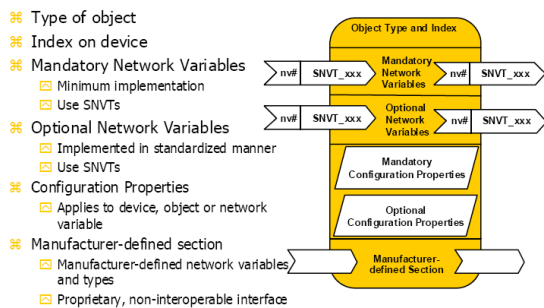 Type of object
Index on device
Mandatory Network Variables
Minimum implementation
Use SNVTs
Optional Network Variables
Implemented in standardized manner
Use SNVTs
Configuration Properties
Applies to device, object or network
variable
Manufacturer-defined section
Manufacturer-defined network variables
and types
Proprietary, non-interoperable interface
Object Type and Index
nv# SNVT_xxx
Mandatory
Network
Variables
nv# SNVT_xxx
nv# SNVT_xxx
Optional
Network
Variables
nv# SNVT_xxx
Mandatory
Configuration Properties
Optional
Configuration Properties
Manufacturer-
defined Section